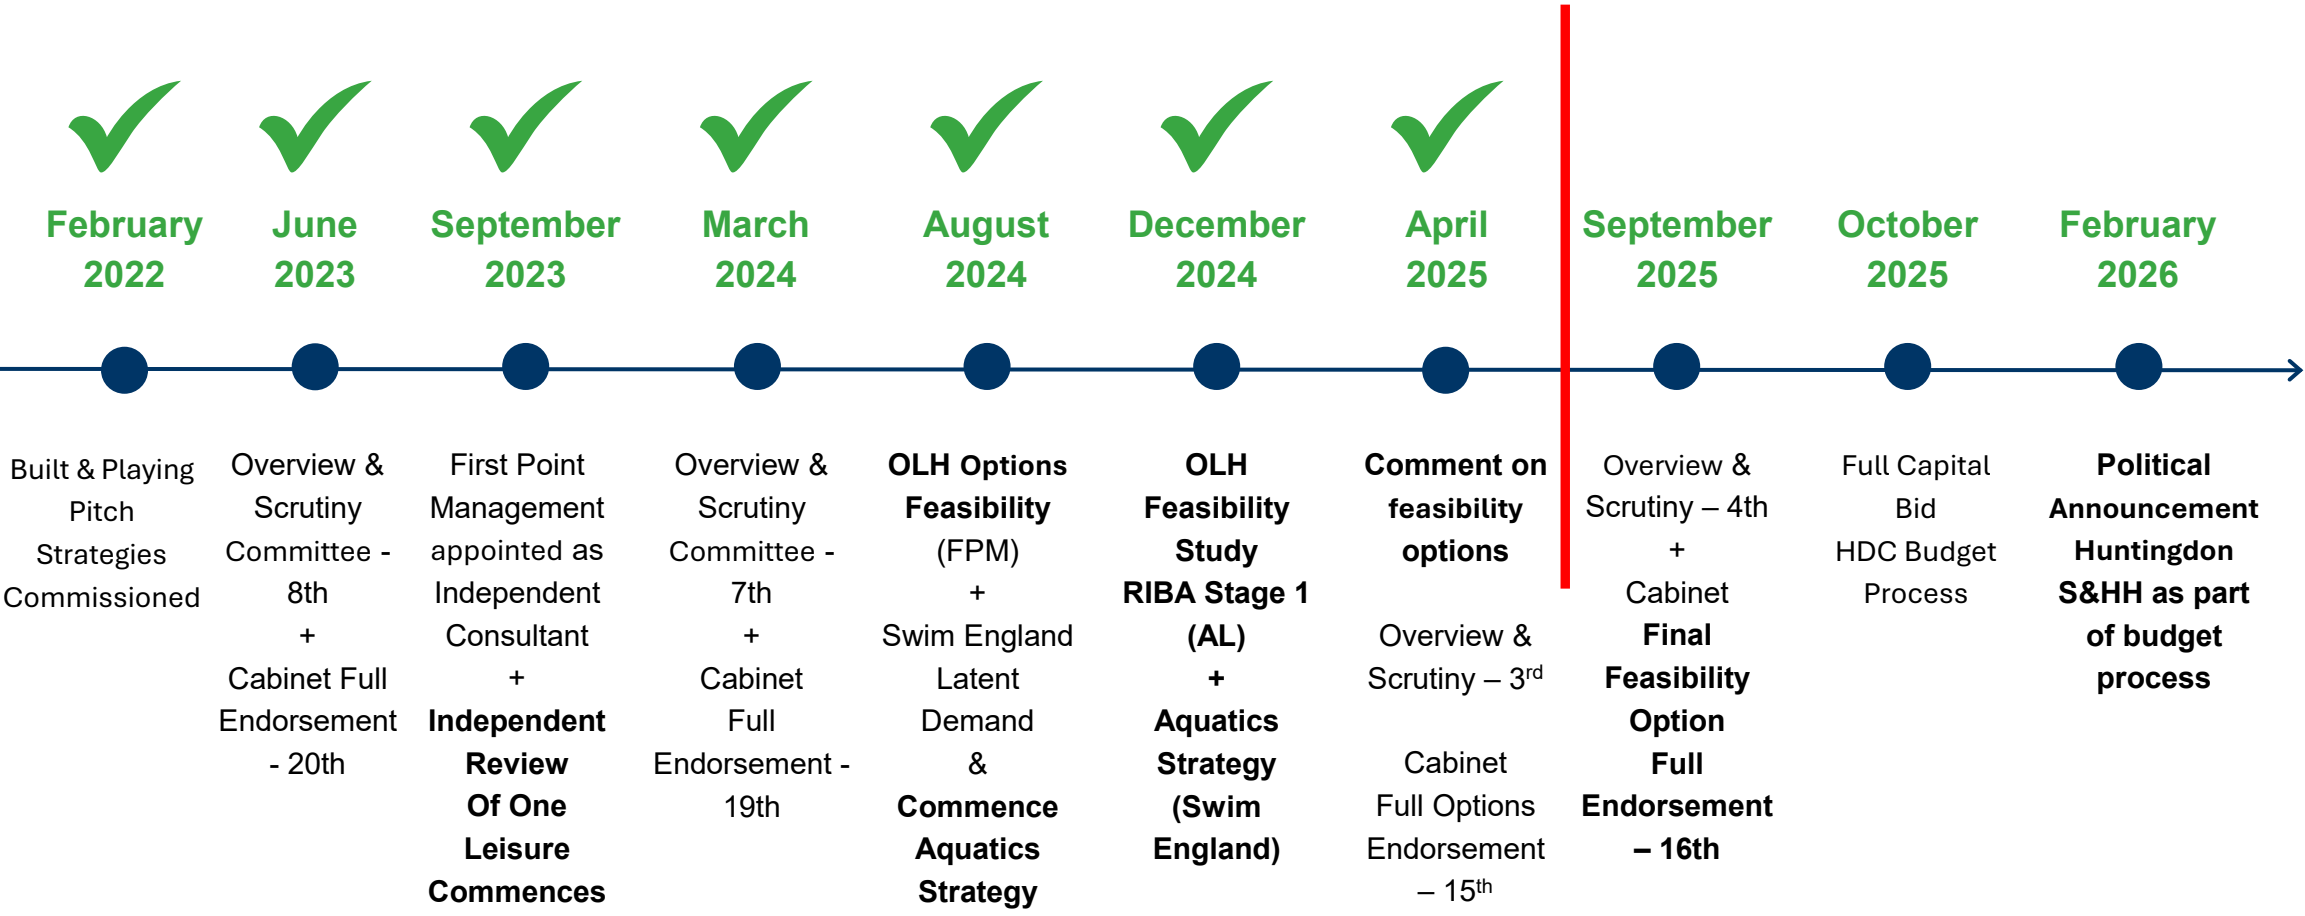 February
2022
June
2023
September
2023
March
2024
August
2024
December
2024
April
2025
September
2025
October
2025
February
2026
Built & Playing
Pitch
Strategies
Commissioned
Overview &
Scrutiny
Committee -
8th
+
Cabinet Full
Endorsement
- 20th
First Point
Management
appointed as
Independent
Consultant
+
Independent
Review
Of One
Leisure
Commences
Overview &
Scrutiny
Committee -
7th
+
Cabinet
Full
Endorsement -
19th
OLH Options
Feasibility
(FPM)
+
Swim England
Latent
Demand
&
Commence
Aquatics
Strategy
OLH
Feasibility
Study
RIBA Stage 1
(AL)
+
Aquatics
Strategy
(Swim
England)
Comment on
feasibility
options
Overview &
Scrutiny – 3rd
Cabinet
Full Options
Endorsement
– 15th
Overview &
Scrutiny – 4th
+
Cabinet
Final
Feasibility
Option
Full
Endorsement
– 16th
Full Capital
Bid
HDC Budget
Process
Political
Announcement
Huntingdon
S&HH as part
of budget
process